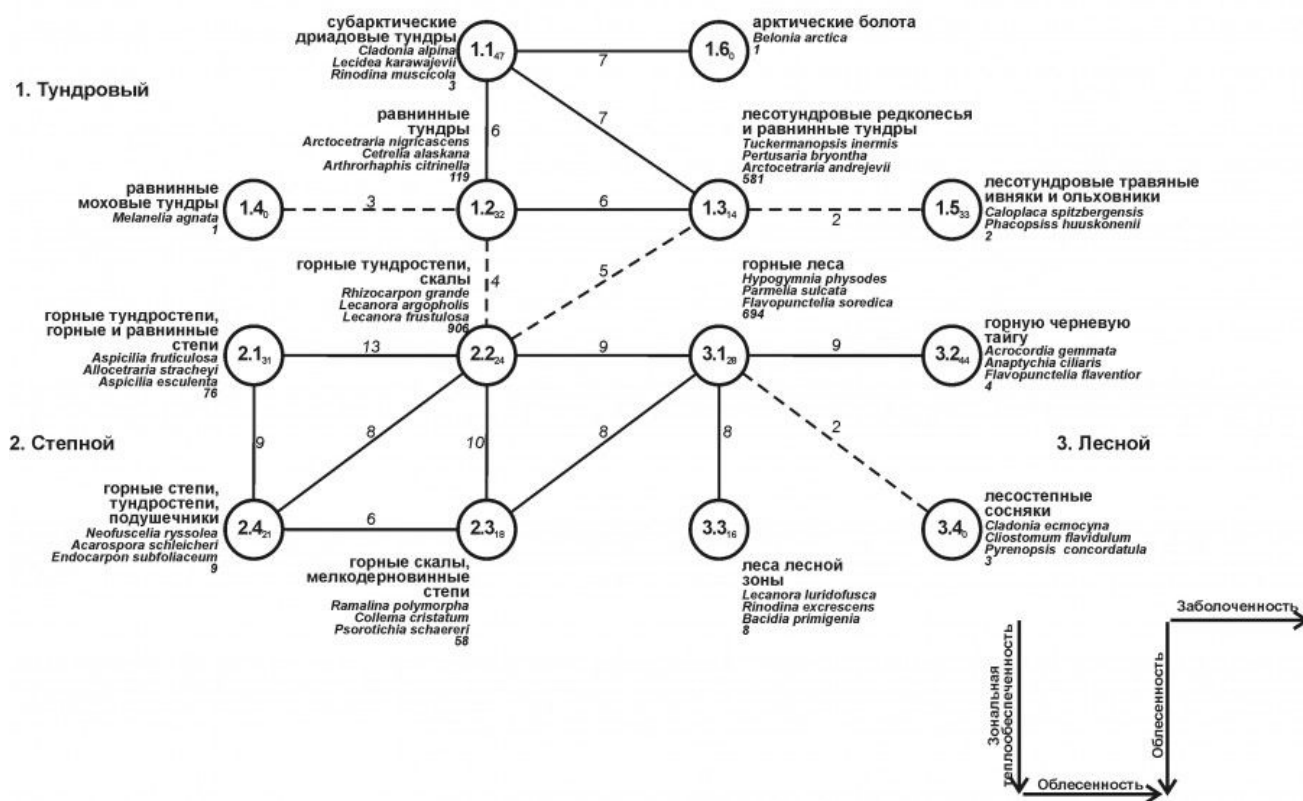 субарктические
дриадовые тундры
Cladonia alpina
Lecidea karawajevii
Rinodina muscicola
3
1.1 47
7
арктические болота
Belonia arctica
1
1.6 0
1. Тундровый
6
7
равнинные
тундры
Arctocetraria nigricascens
Cetrelia alaskana
Arthrorhaphis citrinella
119
1.2 32
лесотундровые редколесья
и равнинные тундры
Tuckermanopsis inermis
Pertusaria bryontha
Arctocetraria andrejevii
581
1.3 14
равнинные
моховые тундры
Melanelia agnata
1
1.4 0
3
6
2
лесотундровые травяные
ивняки и ольховники
Caloplaca spitzbergensis
Phacopsiss huuskonenii
2
1.5 33
4
5
горные тундростепи,
скалы
Rhizocarpon grande
Lecanora argopholis
Lecanora frustulosa
906
2.2 24
горные леса
Hypogymnia physodes
Parmelia sulcata
Flavopunctelia soredica
694
3.1 28
горные тундростепи,
горные и равнинные
степи
Aspicilia fruticulosa
Allocetraria stracheyi
Aspicilia esculenta
76
2.1 31
13
9
9
горную черневую
тайгу
Acrocordia gemmata
Anaptychia ciliaris
Flavopunctelia flaventior
4
3.2 44
2. Степной
9
8
10
8
8
2
3. Лесной
горные степи,
тундростепи,
подушечники
Neofuscelia ryssolea
Acarospora schleicheri
Endocarpon subfoliaceum
9
2.4 21
6
2.3 18
горные скалы,
мелкодерновинные
степи
Ramalina polymorpha
Collema cristatum
Psorotichia schaereri
58
3.3 16
леса лесной
зоны
Lecanora luridofusca
Rinodina excrescens
Bacidia primigenia
8
3.4 0
лесостепные
сосняки
Cladonia ecmocyna
Cliostomum flavidulum
Pyrenopsis concordatula
3
Заболоченность
Зональная
теплообеспеченность
Облесенность
Облесенность